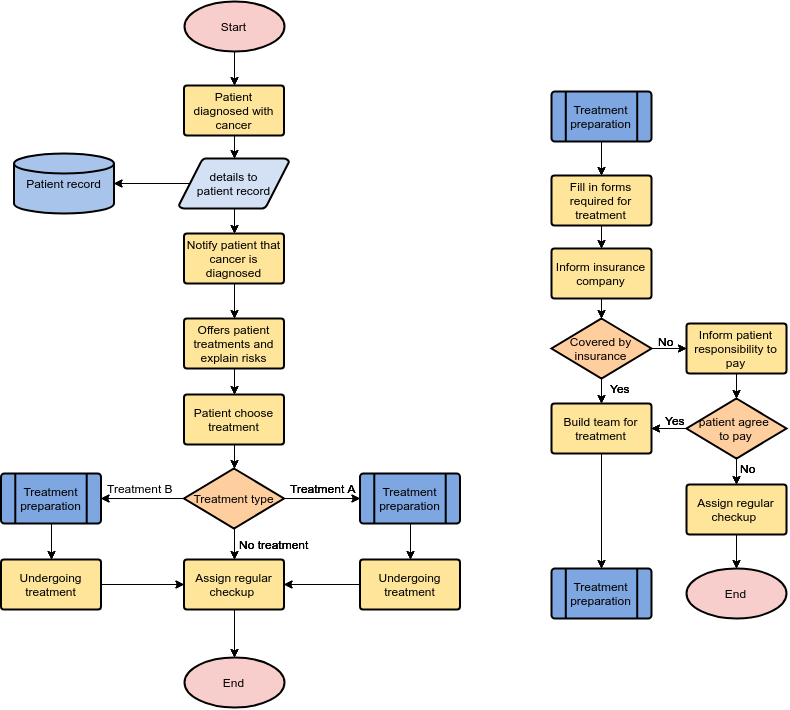 Start
Patient
diagnosed with
cancer
Patient record
details to
patient record
Notify patient that
cancer is
diagnosed
Offers patient
treatments and
explain risks
Patient choose
treatment
Treatment
preparation
Treatment B
Treatment type
Treatment A
Treatment
preparation
No treatment
Undergoing
treatment
Assign regular
checkup
Undergoing
treatment
End
Treatment
preparation
Fill in forms
required for
treatment
Inform insurance
company
Covered by
insurance
No
Inform patient
responsibility to
pay
Yes
Build team for
treatment
Yes
patient agree
to pay
No
Assign regular
checkup
Treatment
preparation
End